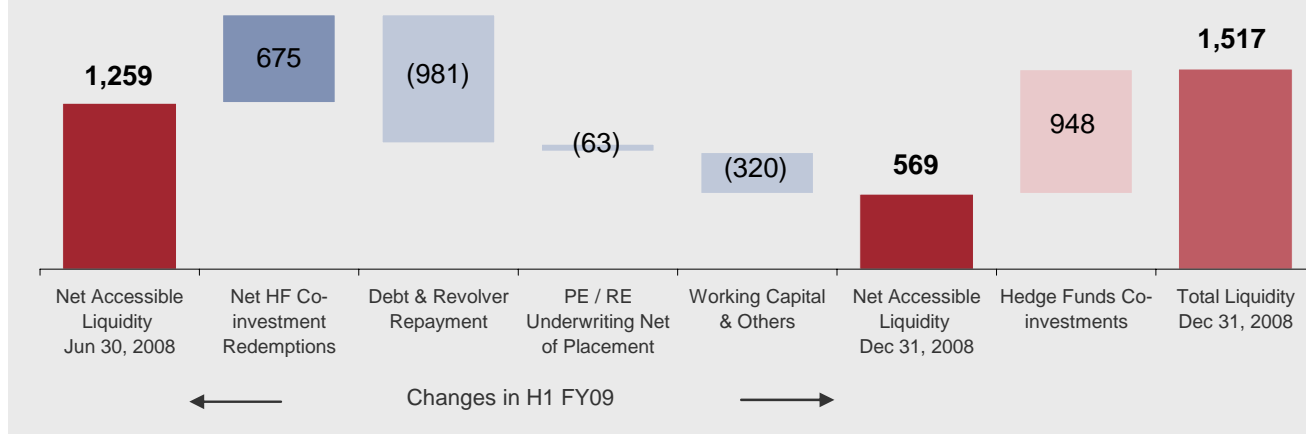 1,259
675
(981)
(63)
(320)
569
948
1,517
Net Accessible
Liquidity
Jun 30, 2008
Net HF Co-
investment
Redemptions
Debt & Revolver
Repayment
PE / RE
Underwriting Net
of Placement
Working Capital
& Others
Net Accessible
Liquidity
Dec 31, 2008
Hedge Funds Co-
investments
Total Liquidity
Dec 31, 2008
Changes in H1 FY09